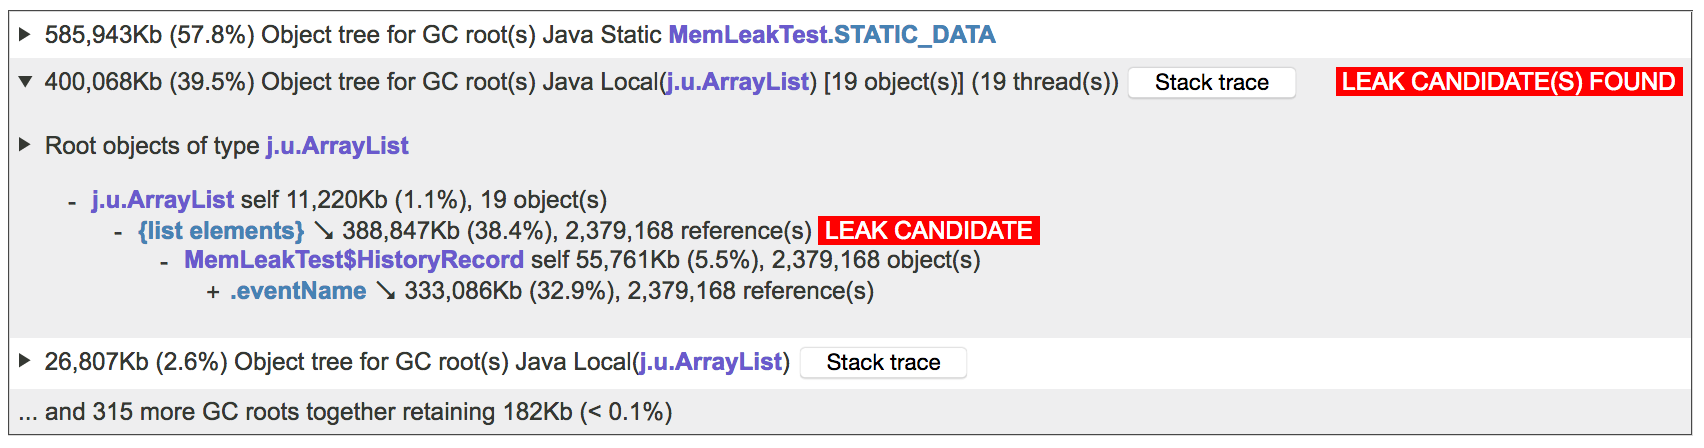 ▶ 585,943Kb (57.8%) Object tree for GC root(s) Java Static MemLeakTest.STATIC_DATA
▼ 400,068Kb (39.5%) Object tree for GC root(s) Java Local(j.u.ArrayList) [19 object(s)] (19 thread(s)) Stack trace LEAK CANDIDATE(S) FOUND
▶ Root objects of type j.u.ArrayList
- j.u.ArrayList self 11,220Kb (1.1%), 19 object(s)
- {list elements} ↘ 388,847Kb (38.4%), 2,379,168 reference(s) LEAK CANDIDATE
- MemLeakTest$HistoryRecord self 55,761Kb (5.5%), 2,379,168 object(s)
+ .eventName ↘ 333,086Kb (32.9%), 2,379,168 reference(s)
▶ 26,807Kb (2.6%) Object tree for GC root(s) Java Local(j.u.ArrayList) Stack trace
... and 315 more GC roots together retaining 182Kb (< 0.1%)